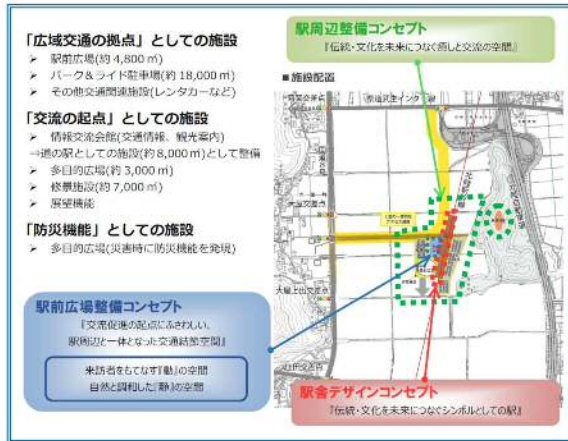 「広域交通の拠点」としての施設
➢ 駅前広場(約4,800㎡)
➢ パーク＆ライド駐車場(約18,000㎡)
➢ その他交通関連施設(レンタカーなど)
「交流の起点」としての施設
➢ 情報交流会館(交通情報、観光案内)
→道の駅としての施設(約8,000㎡)として整備
➢ 多目的広場(約3,000㎡)
➢ 修景施設(約7,000㎡)
➢ 展望機能
「防災機能」としての施設
➢ 多目的広場(災害時に防災機能を発現)
駅周辺整備コンセプト
『伝統・文化を未来につなぐ癒しと交流の空間』
■施設配置
大屋上出交差点
駅前広場整備コンセプト
『交流促進の起点にふさわしい、
駅周辺と一体となった交通結節空間』
来訪者をもてなす『動』の空間
自然と調和した『静』の空間
駅舎デザインコンセプト
『伝統・文化を未来につなぐシンボルとしての駅』